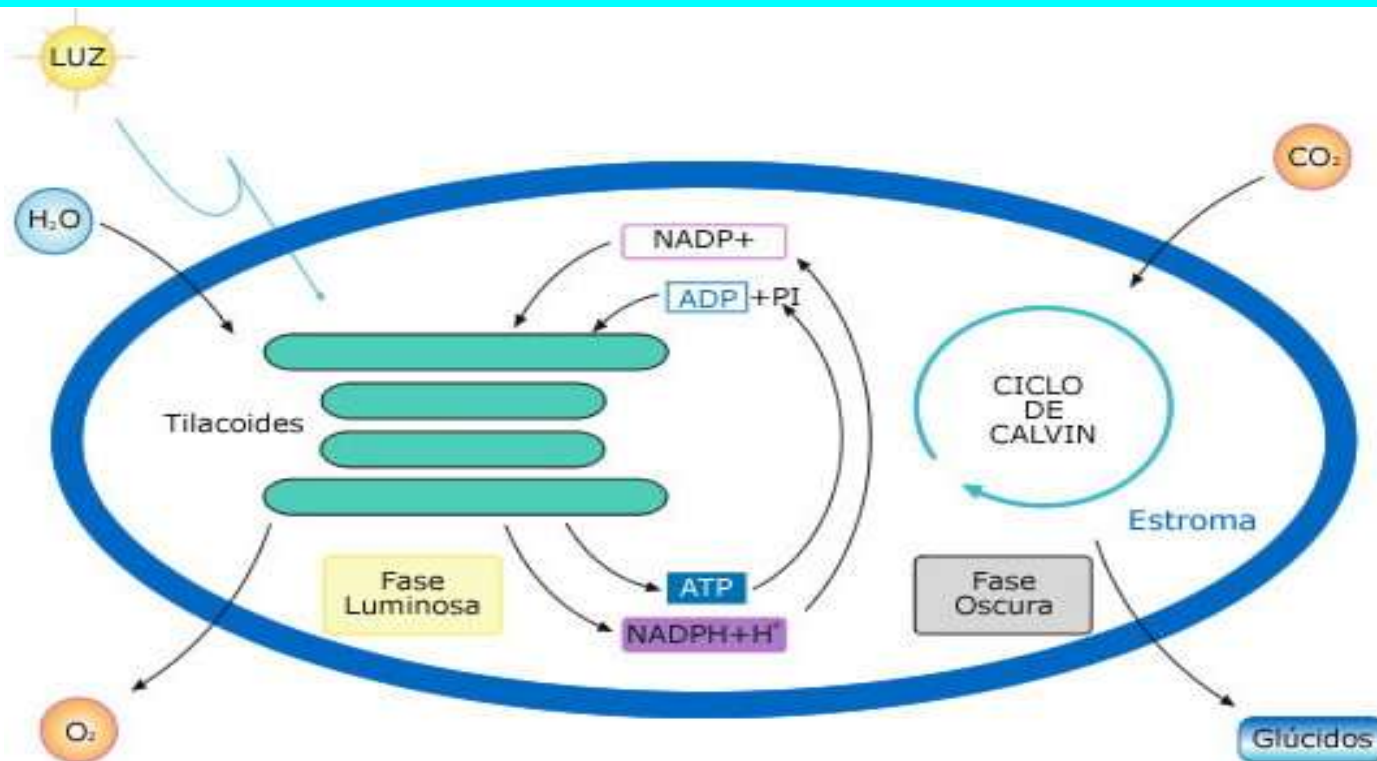 LUZ
CO₂
H₂O
NADP+
ADP +PI
Tilacoides
CICLO
DE
CALVIN
Estroma
Fase
Luminosa
ATP
NADPH+H⁺
Fase
Oscura
O₂
Glúcidos